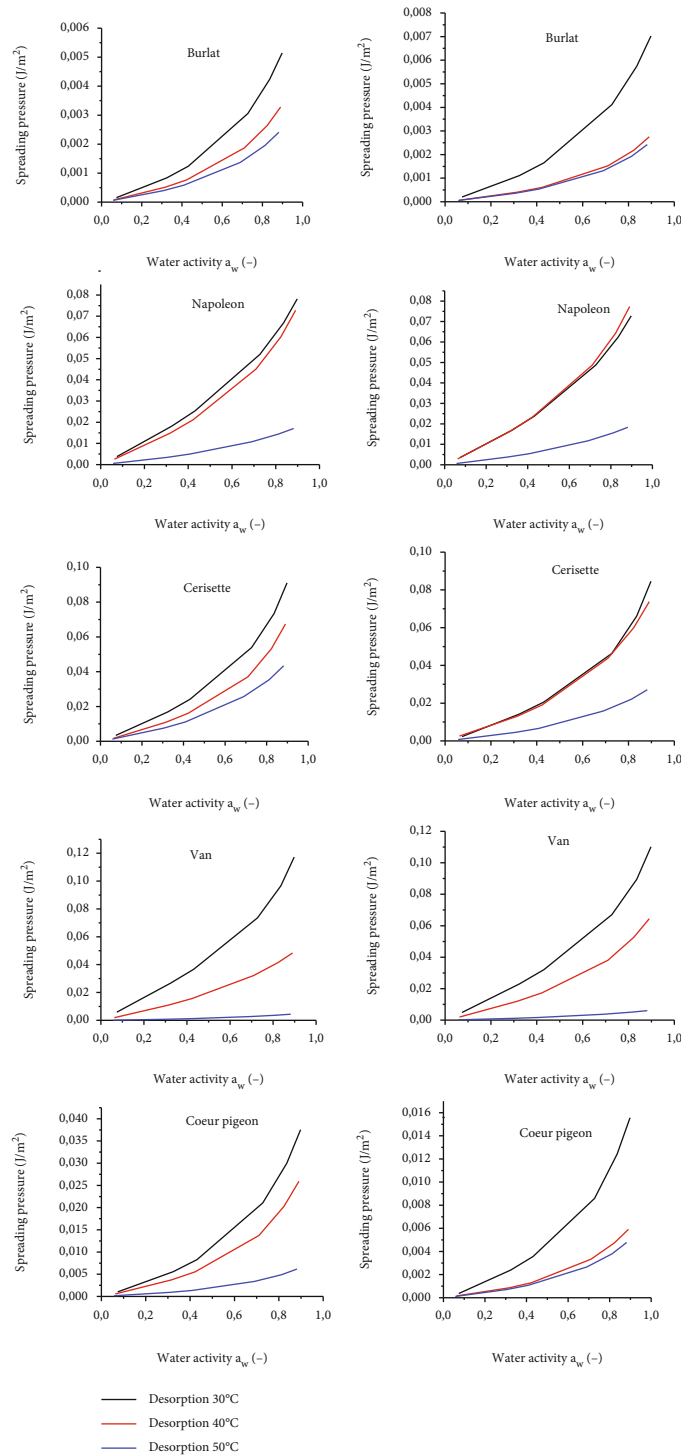 Burlat
Spreading pressure (J/m²)
0,006
0,005
0,004
0,003
0,002
0,001
0,000
0,0 0,2 0,4 0,6 0,8 1,0
Water activity a_w (–)
Burlat
Spreading pressure (J/m²)
0,008
0,007
0,006
0,005
0,004
0,003
0,002
0,001
0,000
0,0 0,2 0,4 0,6 0,8 1,0
Water activity a_w (–)
Napoleon
Spreading pressure (J/m²)
0,08
0,07
0,06
0,05
0,04
0,03
0,02
0,01
0,00
0,0 0,2 0,4 0,6 0,8 1,0
Water activity a_w (–)
Napoleon
Spreading pressure (J/m²)
0,08
0,07
0,06
0,05
0,04
0,03
0,02
0,01
0,00
0,0 0,2 0,4 0,6 0,8 1,0
Water activity a_w (–)
Cerisette
Spreading pressure (J/m²)
0,10
0,08
0,06
0,04
0,02
0,00
0,0 0,2 0,4 0,6 0,8 1,0
Water activity a_w (–)
Cerisette
Spreading pressure (J/m²)
0,10
0,08
0,06
0,04
0,02
0,00
0,0 0,2 0,4 0,6 0,8 1,0
Water activity a_w (–)
Van
Spreading pressure (J/m²)
0,12
0,10
0,08
0,06
0,04
0,02
0,00
0,0 0,2 0,4 0,6 0,8 1,0
Water activity a_w (–)
Van
Spreading pressure (J/m²)
0,12
0,10
0,08
0,06
0,04
0,02
0,00
0,0 0,2 0,4 0,6 0,8 1,0
Water activity a_w (–)
Coeur pigeon
Spreading pressure (J/m²)
0,040
0,035
0,030
0,025
0,020
0,015
0,010
0,005
0,000
0,0 0,2 0,4 0,6 0,8 1,0
Water activity a_w (–)
Coeur pigeon
Spreading pressure (J/m²)
0,016
0,014
0,012
0,010
0,008
0,006
0,004
0,002
0,000
0,0 0,2 0,4 0,6 0,8 1,0
Water activity a_w (–)
Desorption 30°C
Desorption 40°C
Desorption 50°C